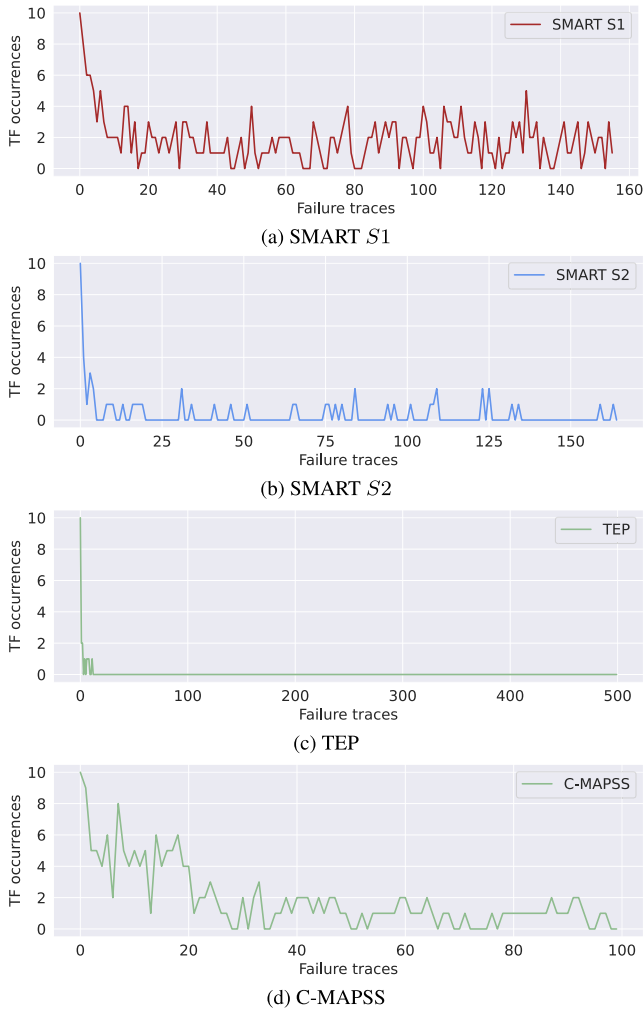 10
8
6
4
2
0
TF occurrences
SMART S1
0 20 40 60 80 100 120 140 160
Failure traces
(a) SMART S1
10
8
6
4
2
0
TF occurrences
SMART S2
0 25 50 75 100 125 150
Failure traces
(b) SMART S2
10
8
6
4
2
0
TF occurrences
TEP
0 100 200 300 400 500
Failure traces
(c) TEP
10
8
6
4
2
0
TF occurrences
C-MAPSS
0 20 40 60 80 100
Failure traces
(d) C-MAPSS